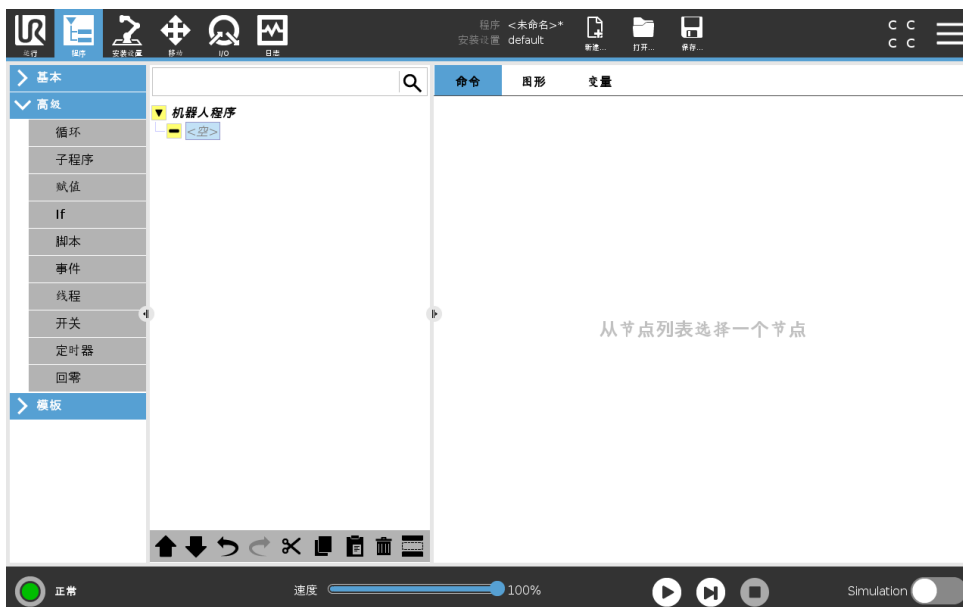 UR
运行 程序 安装设置 移动 I/O 日志
程序 <未命名>*
安装设置 default
新建... 打开... 保存...
C C
C C
基本
高级
循环
子程序
赋值
If
脚本
事件
线程
开关
定时器
回零
模板
机器人程序
<空>
命令 图形 变量
从节点列表选择一个节点
正常
速度 100%
Simulation